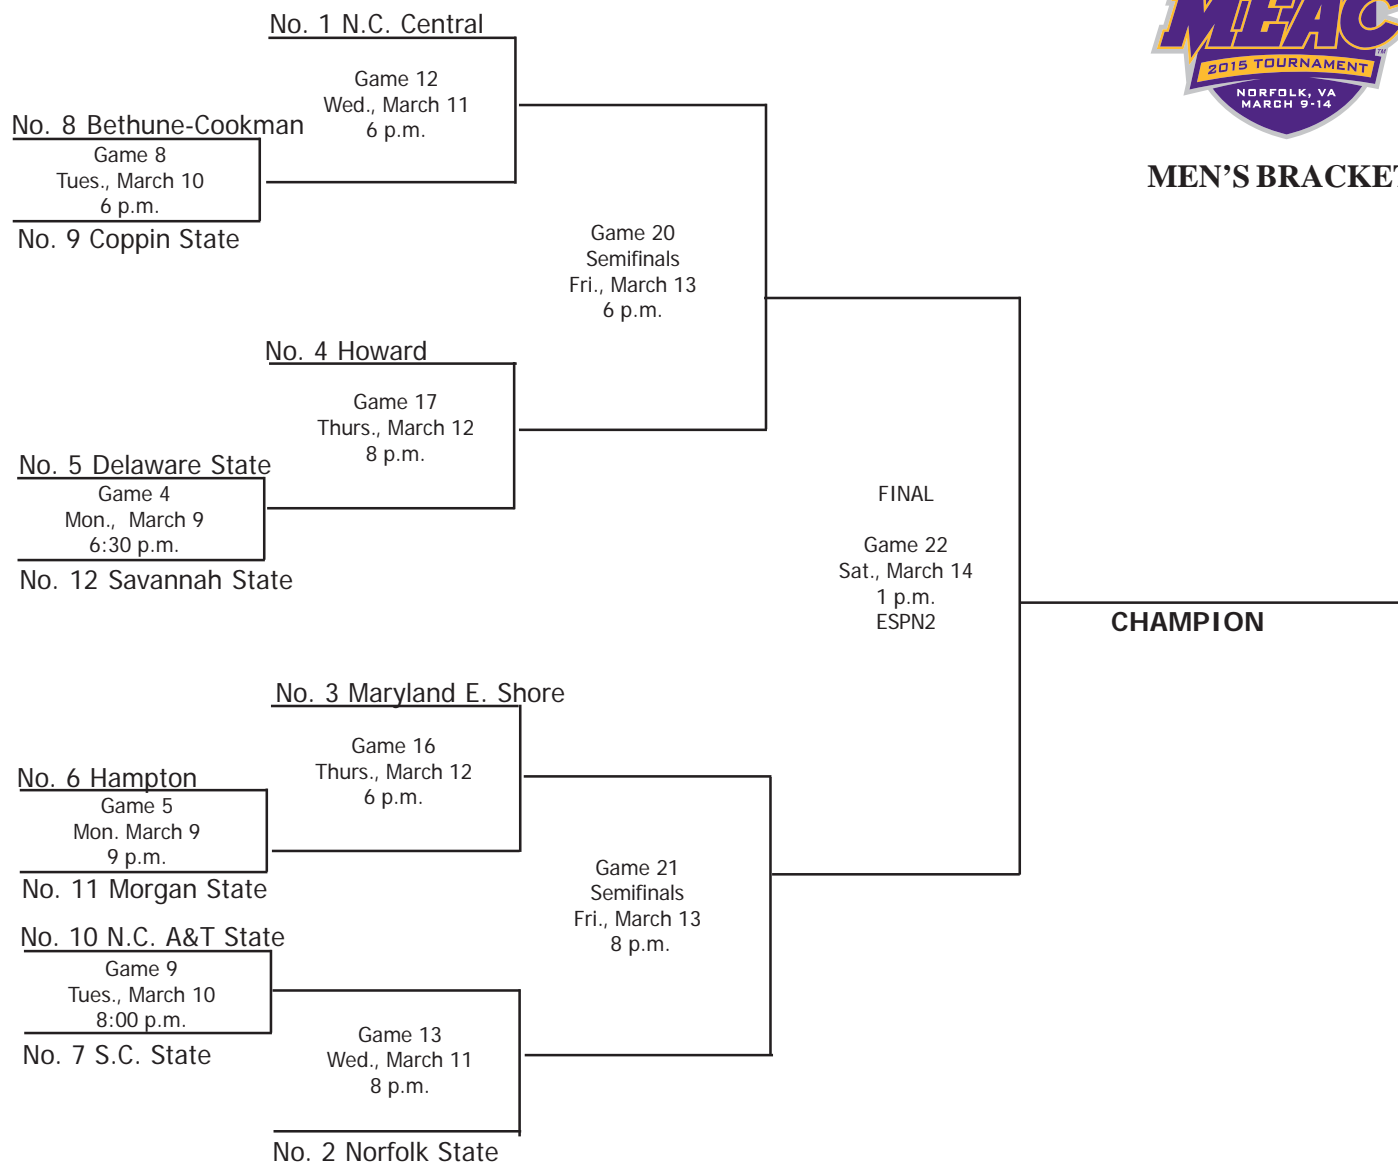 No. 1 N.C. Central
Game 12
Wed., March 11
6 p.m.
No. 8 Bethune-Cookman
Game 8
Tues., March 10
6 p.m.
No. 9 Coppin State
Game 20
Semifinals
Fri., March 13
6 p.m.
No. 4 Howard
Game 17
Thurs., March 12
8 p.m.
No. 5 Delaware State
Game 4
Mon., March 9
6:30 p.m.
No. 12 Savannah State
MEAC
TM
2015 TOURNAMENT
NORFOLK, VA
MARCH 9-14
MEN'S BRACKET
FINAL
Game 22
Sat., March 14
1 p.m.
ESPN2
CHAMPION
No. 3 Maryland E. Shore
Game 16
Thurs., March 12
6 p.m.
No. 6 Hampton
Game 5
Mon. March 9
9 p.m.
No. 11 Morgan State
Game 21
Semifinals
Fri., March 13
8 p.m.
No. 10 N.C. A&T State
Game 9
Tues., March 10
8:00 p.m.
No. 7 S.C. State
Game 13
Wed., March 11
8 p.m.
No. 2 Norfolk State